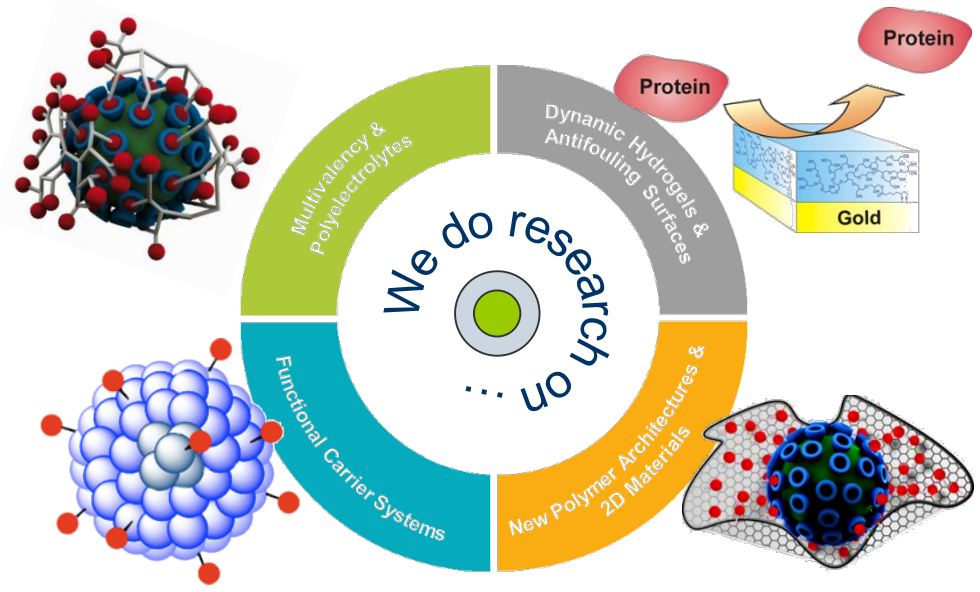 Protein
Protein
Gold
Multivalency &
Polyelectrolytes
Dynamic Hydrogels &
Antifouling Surfaces
We do research on ...
Functional Carrier Systems
New Polymer Architectures &
2D Materials